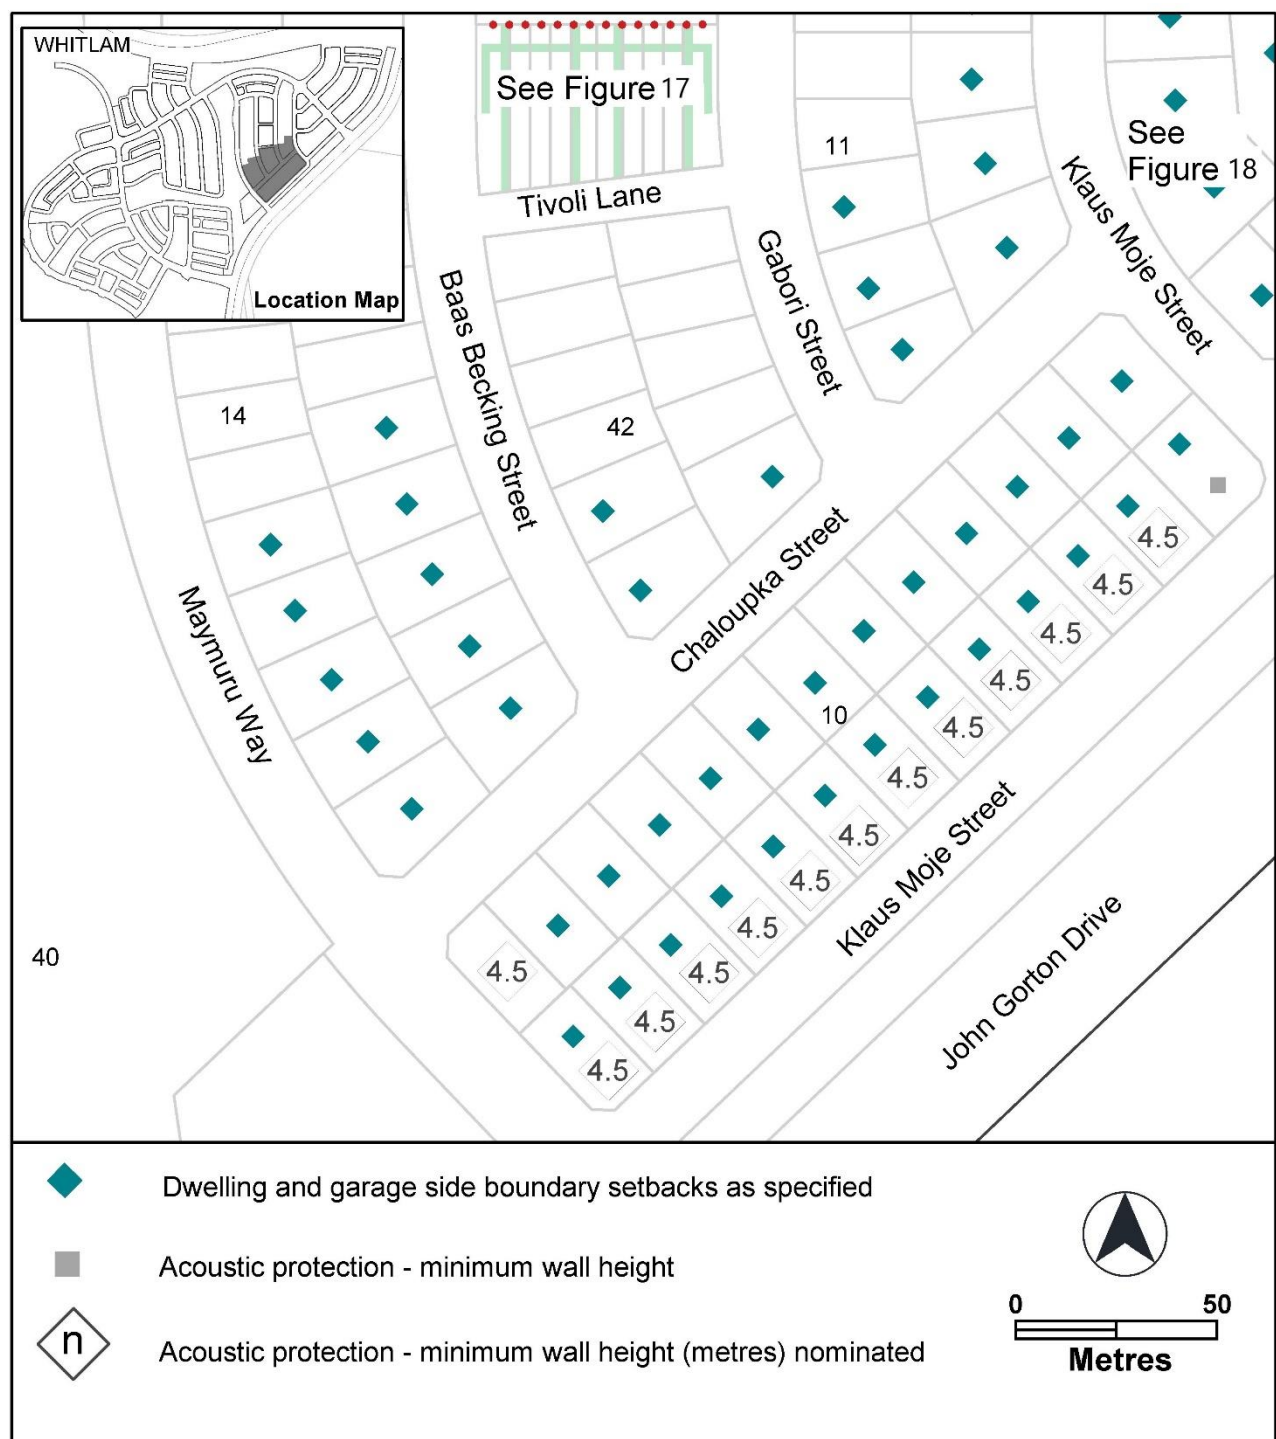 WHITLAM
Location Map
See Figure 17
11
See
Figure 18
Tivoli Lane
Klaus Moje Street
Gabori Street
Baas Becking Street
14
42
4.5
4.5
4.5
4.5
4.5
4.5
4.5
4.5
4.5
4.5
4.5
4.5
4.5
Chaloupka Street
Maymuru Way
10
Klaus Moje Street
40
John Gorton Drive
Dwelling and garage side boundary setbacks as specified
Acoustic protection - minimum wall height
n
Acoustic protection - minimum wall height (metres) nominated
0 50
Metres